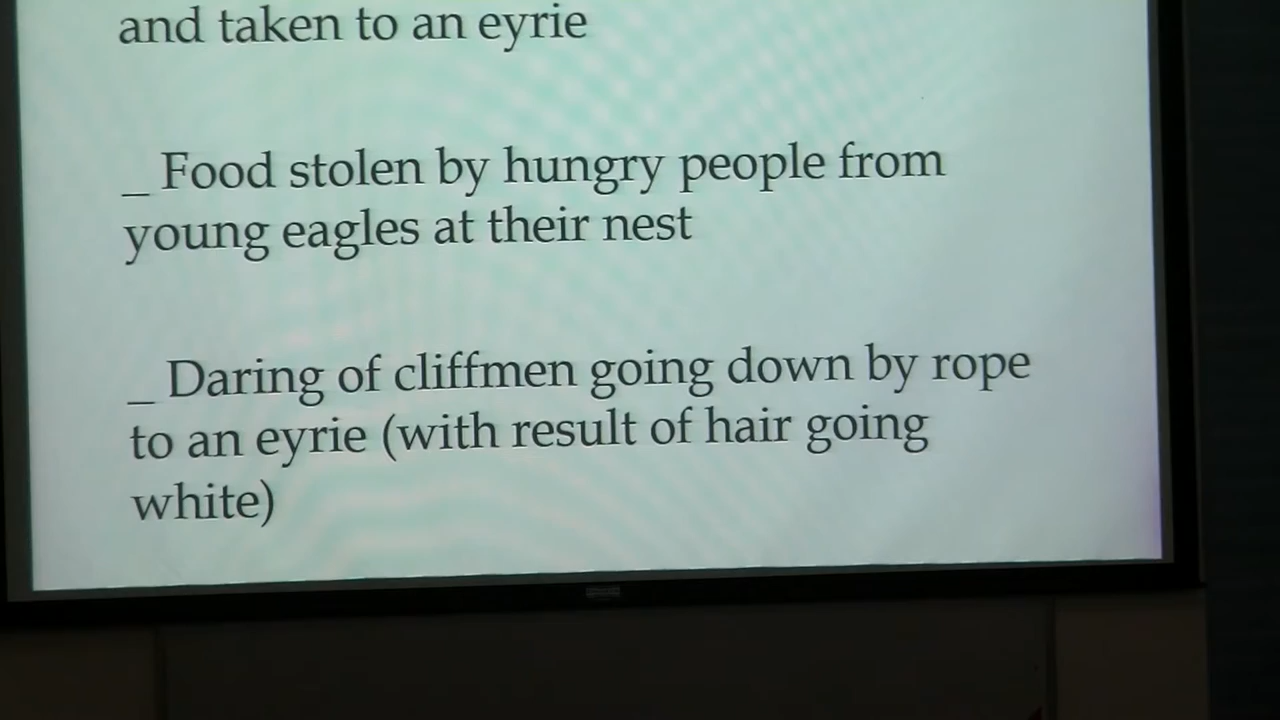 and taken to an eyrie
_ Food stolen by hungry people from
young eagles at their nest
_ Daring of cliffmen going down by rope
to an eyrie (with result of hair going
white)